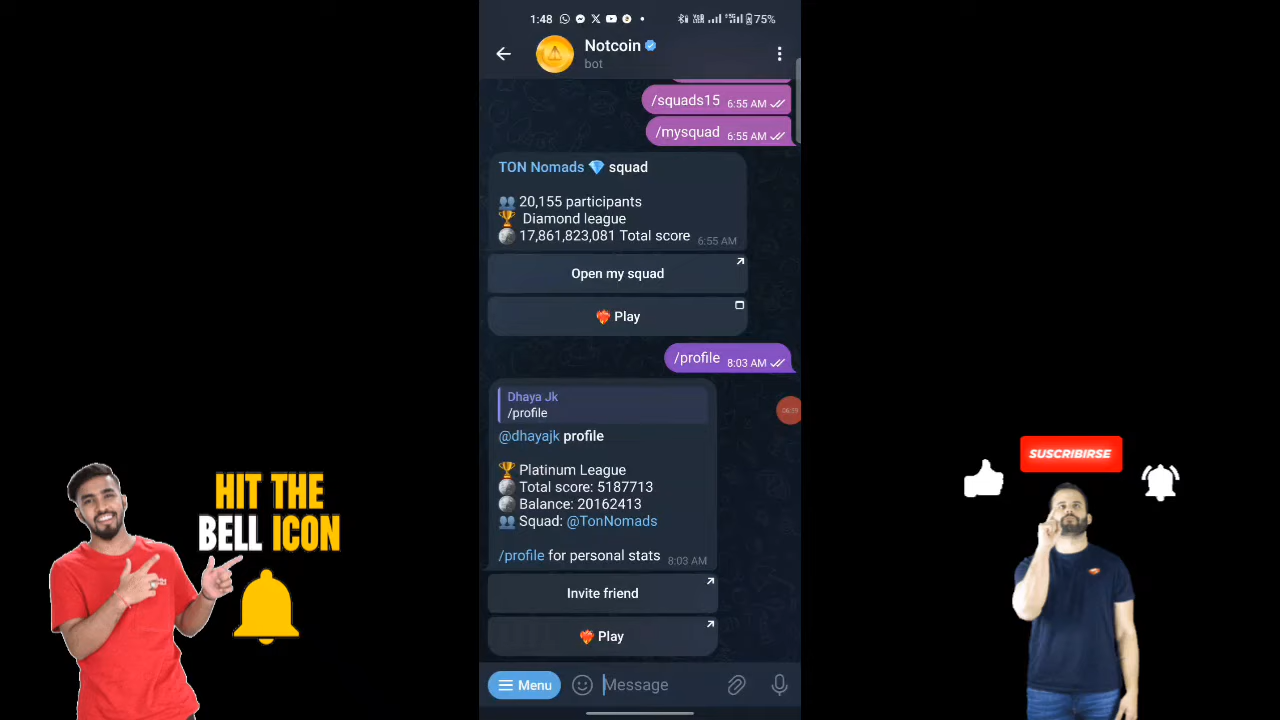 1:48
75%
Notcoin
bot
/squads15 6:55 AM
/mysquad 6:55 AM
TON Nomads 💎 squad
👥 20,155 participants
🏆 Diamond league
🌕 17,861,823,081 Total score 6:55 AM
Open my squad
❤️‍🔥 Play
/profile 8:03 AM
Dhaya Jk
/profile
@dhayajk profile
🏆 Platinum League
🌕 Total score: 5187713
🌕 Balance: 20162413
👥 Squad: @TonNomads
/profile for personal stats 8:03 AM
Invite friend
❤️‍🔥 Play
Menu
Message
HIT THE
BELL ICON
SUSCRIBIRSE